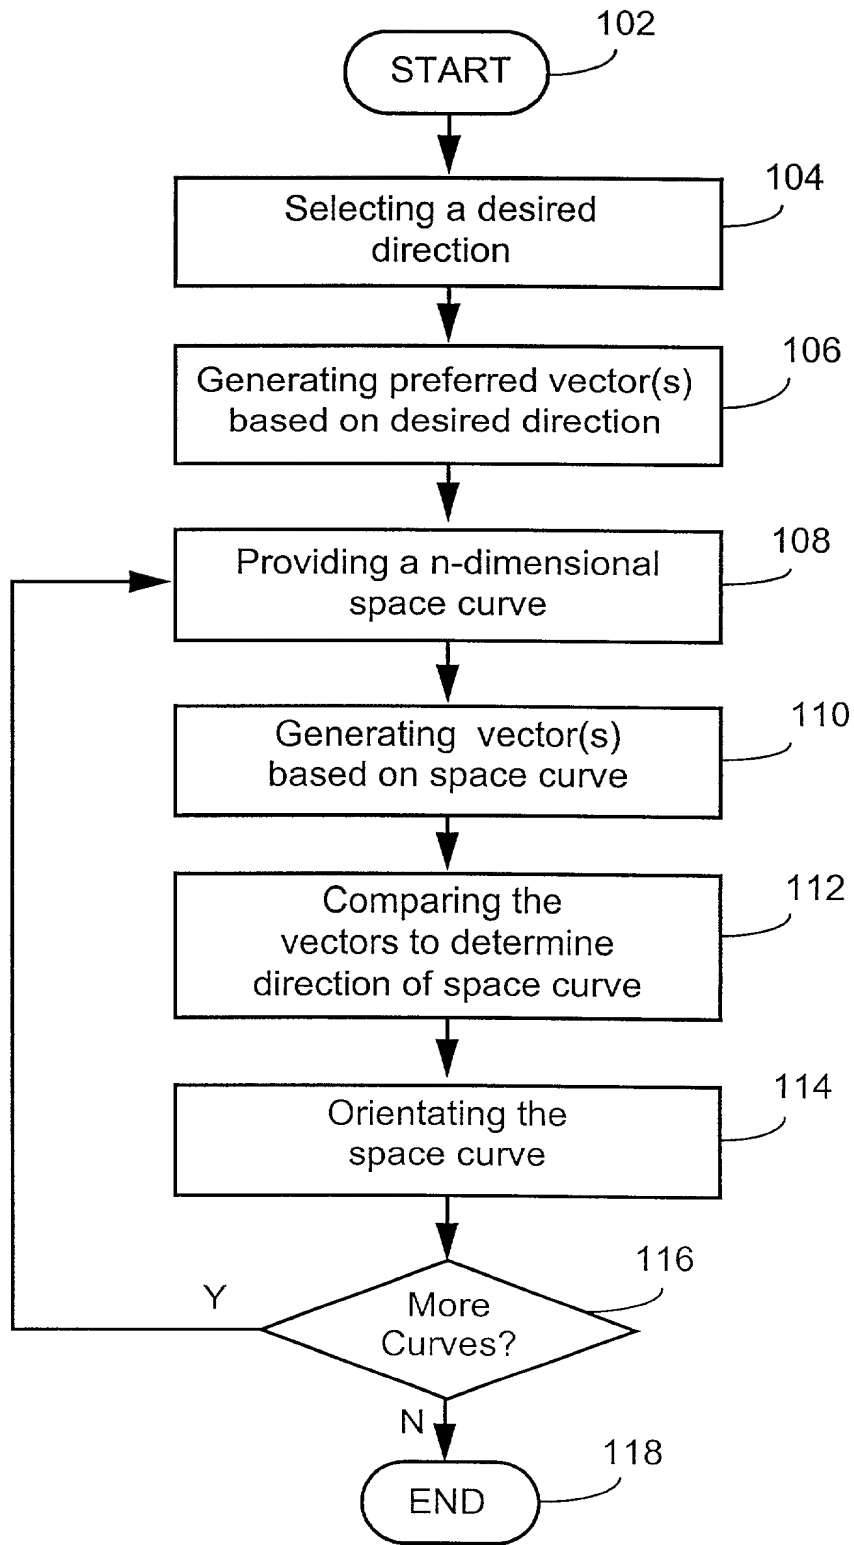 102
START
104
Selecting a desired
direction
106
Generating preferred vector(s)
based on desired direction
108
Providing a n-dimensional
space curve
110
Generating vector(s)
based on space curve
112
Comparing the
vectors to determine
direction of space curve
114
Orientating the
space curve
116
Y
More
Curves?
N
118
END